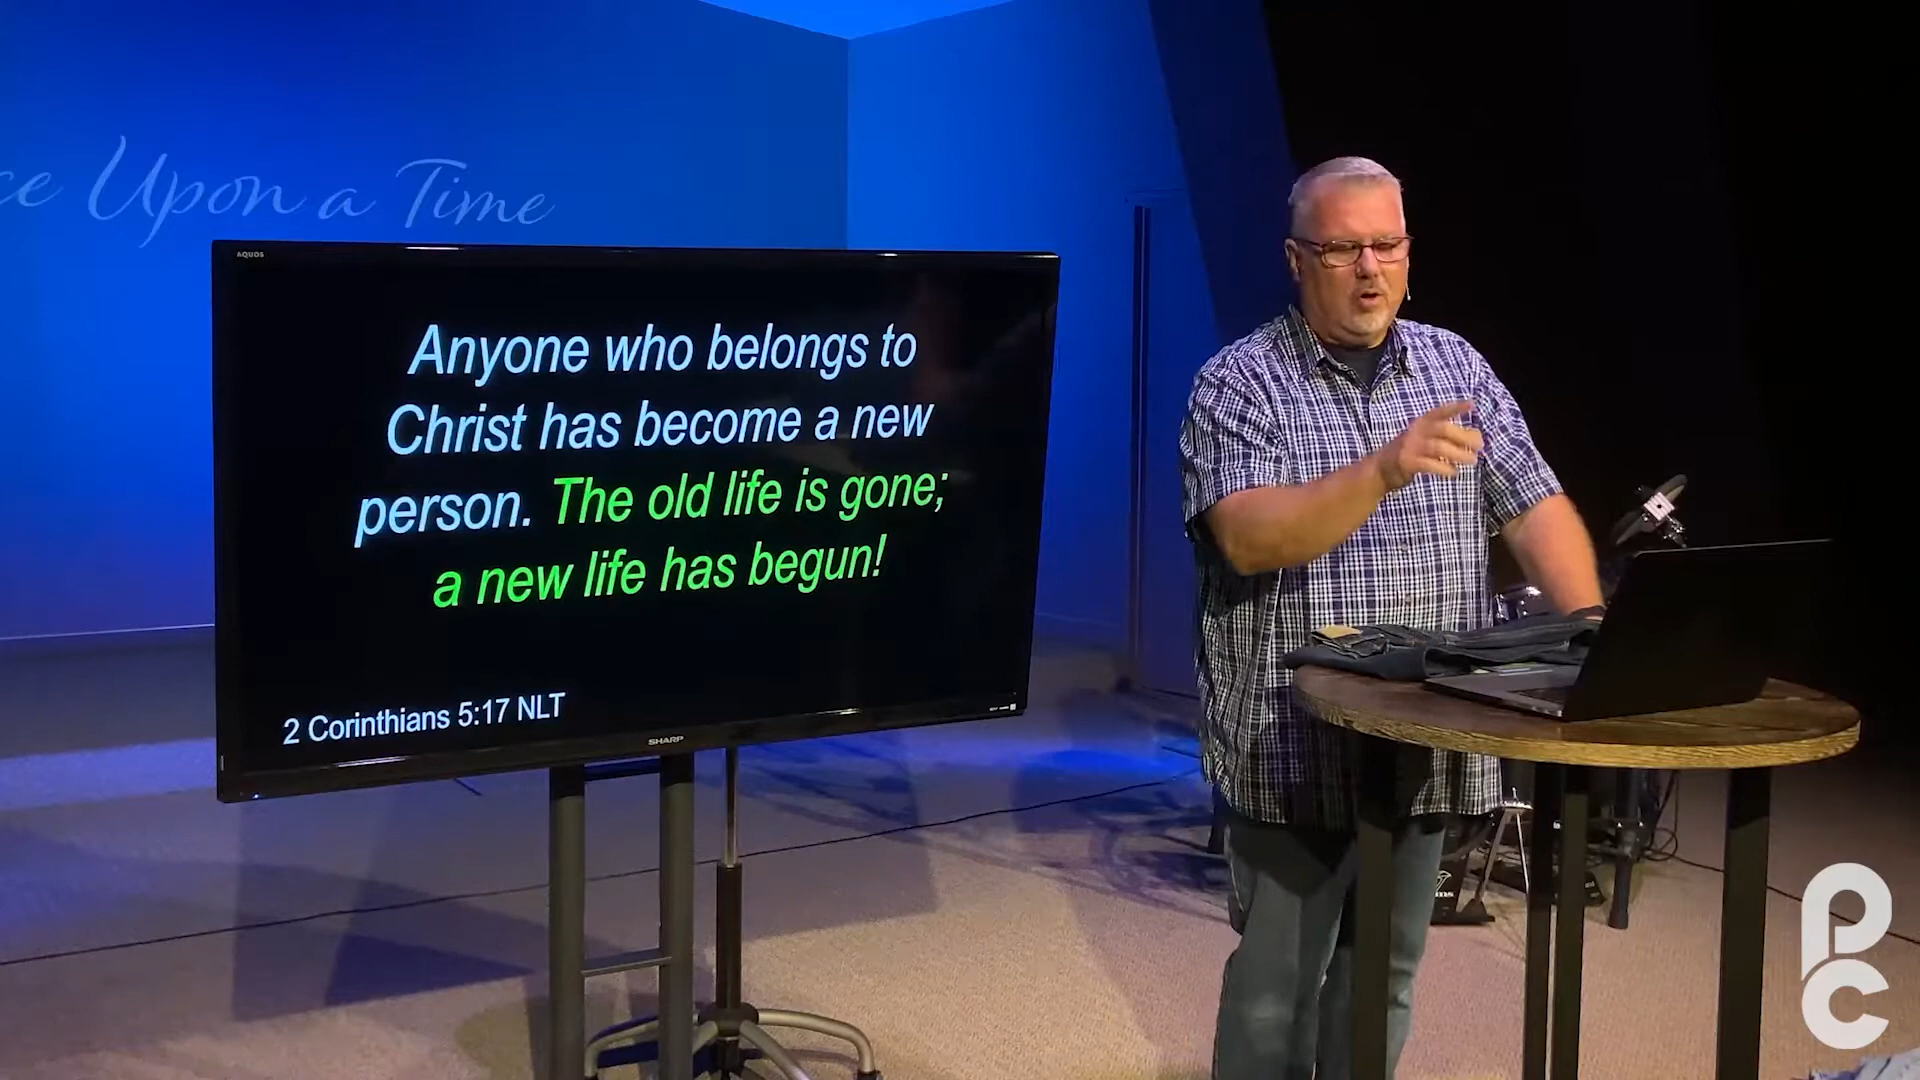 Upon a Time
AQUOS
Anyone who belongs to
Christ has become a new
person. The old life is gone;
a new life has begun!
2 Corinthians 5:17 NLT
SHARP
PC